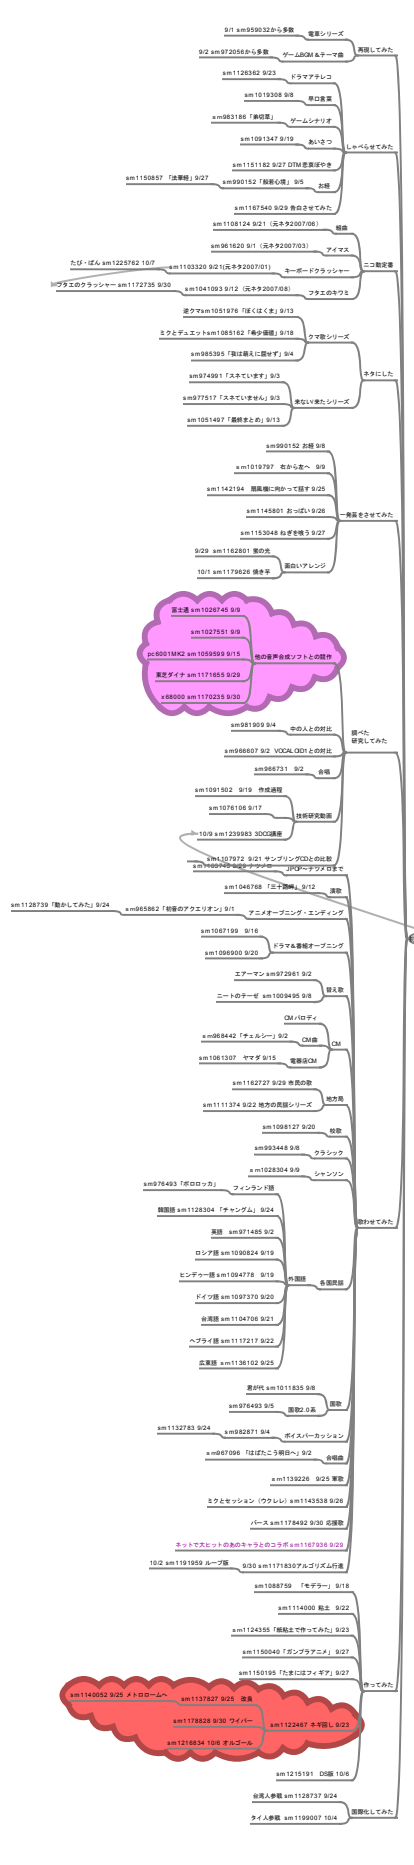 9/1 sm959032から多数　電車シリーズ
再現してみた
9/2 sm972056から多数　ゲームBGM＆テーマ曲
sm1126362 9/23　ドラマアテレコ
sm1019308 9/8　早口言葉
sm983186「弟切草」　ゲームシナリオ
sm1091347 9/19　あいさつ
しゃべらせてみた
sm1151182 9/27 DTM悲哀ぼやき
sm1150857 「法華経」9/27　sm990152「般若心境」 9/5　お経
sm1167540 9/29 告白させてみた
sm1108124 9/21（元ネタ2007/06）　組曲
sm961620 9/1（元ネタ2007/03）　アイマス
ニコ動定番
たび・ぱん sm1225762 10/7　sm1103320 9/21(元ネタ2007/01)　キーボードクラッシャー
フタエのクラッシャー sm1172735 9/30　sm1041093 9/12（元ネタ2007/08）　フタエのキワミ
逆クマsm1051976「ぼくはくま」9/13
ミクとデュエットsm1085162「希少価値」9/18　クマ歌シリーズ
sm985395「我は萌えに屈せず」9/4
ネタにした
sm974991「スネています」9/3
sm977517「スネていません」9/3　来ない/来たシリーズ
sm1051497「最終まとめ」9/13
sm990152 お経 9/8
sm1019797　右から左へ　9/9
sm1142194　扇風機に向かって話す 9/25
sm1145801 おっぱい 9/26
一発芸をさせてみた
sm1153048 ねぎを喰う 9/27
9/29 sm1162801 蛍の光
面白いアレンジ
10/1 sm1179626 焼き芋
富士通 sm1026745 9/9
sm1027551 9/9
pc6001MK2 sm1059599 9/15　他の音声合成ソフトとの競作
東芝ダイナ sm1171655 9/29
x68000 sm1170235 9/30
sm981909 9/4　中の人との対比
調べた
研究してみた
sm966607 9/2 VOCALOID1との対比
sm966731　9/2　合唱
sm1091502　9/19　作成過程
sm1076106 9/17　技術研究動画
10/9 sm1239983 3DCG講座
sm1107972 9/21 サンプリングCDとの比較
JPOP〜ナツメロまで
sm1046768 「三十路岬」9/12　演歌
sm1128739「動かしてみた」9/24　sm965862「初音のアクエリオン」9/1　アニメオープニング・エンディング
sm1067199　9/16
ドラマ＆番組オープニング
sm1096900 9/20
エアーマン sm972961 9/2
替え歌
ニートのテーゼ sm1009495 9/8
CMパロディ
sm968442「チェルシー」9/2　CM曲　CM
sm1061307　ヤマダ 9/15　電器店CM
sm1162727 9/29 市民の歌
地方局
sm1111374 9/22 地方の民謡シリーズ
sm1098127 9/20　校歌
sm993448 9/8　クラシック
sm1028304 9/9　シャンソン
sm976493「ポロロッカ」　フィンランド語
歌わせてみた
韓国語 sm1128304 「チャングム」 9/24
英語　sm971485 9/2
ロシア語 sm1090824 9/19
ヒンデゥー語 sm1094778　9/19　外国語　各国民謡
ドイツ語 sm1097370 9/20
台湾語 sm1104706 9/21
ヘブライ語 sm1117217 9/22
広東語 sm1136102 9/25
君が代 sm1011835 9/8
国歌
sm976493 9/5　国歌2.0系
sm1132783 9/24　sm982871 9/4　ボイスパーカッション
sm967096 「はばたこう明日へ」9/2　合唱曲
sm1139226　9/25 軍歌
ミクとセッション（ウクレレ）sm1143538 9/26
バース sm1178492 9/30 応援歌
ネットで大ヒットのあのキャラとのコラボ sm1167936 9/29
10/2 sm1191959 ループ版　9/30 sm1171830アルゴリズム行進
sm1088759　「モデラー」 9/18
sm1114000 粘土　9/22
sm1124355「紙粘土で作ってみた」9/23
sm1150040「ガンプラアニメ」 9/27
sm1150195「たまにはフィギア」9/27
作ってみた
sm1140052 9/25 メトロロームへ　sm1137827 9/25　改良
sm1178828 9/30 ワイパー　sm1122467 ネギ回し 9/23
sm1216834 10/6 オルゴール
sm1215191　DS版 10/6
台湾人参戦 sm1128737 9/24
国際化してみた
タイ人参戦 sm1199007 10/4